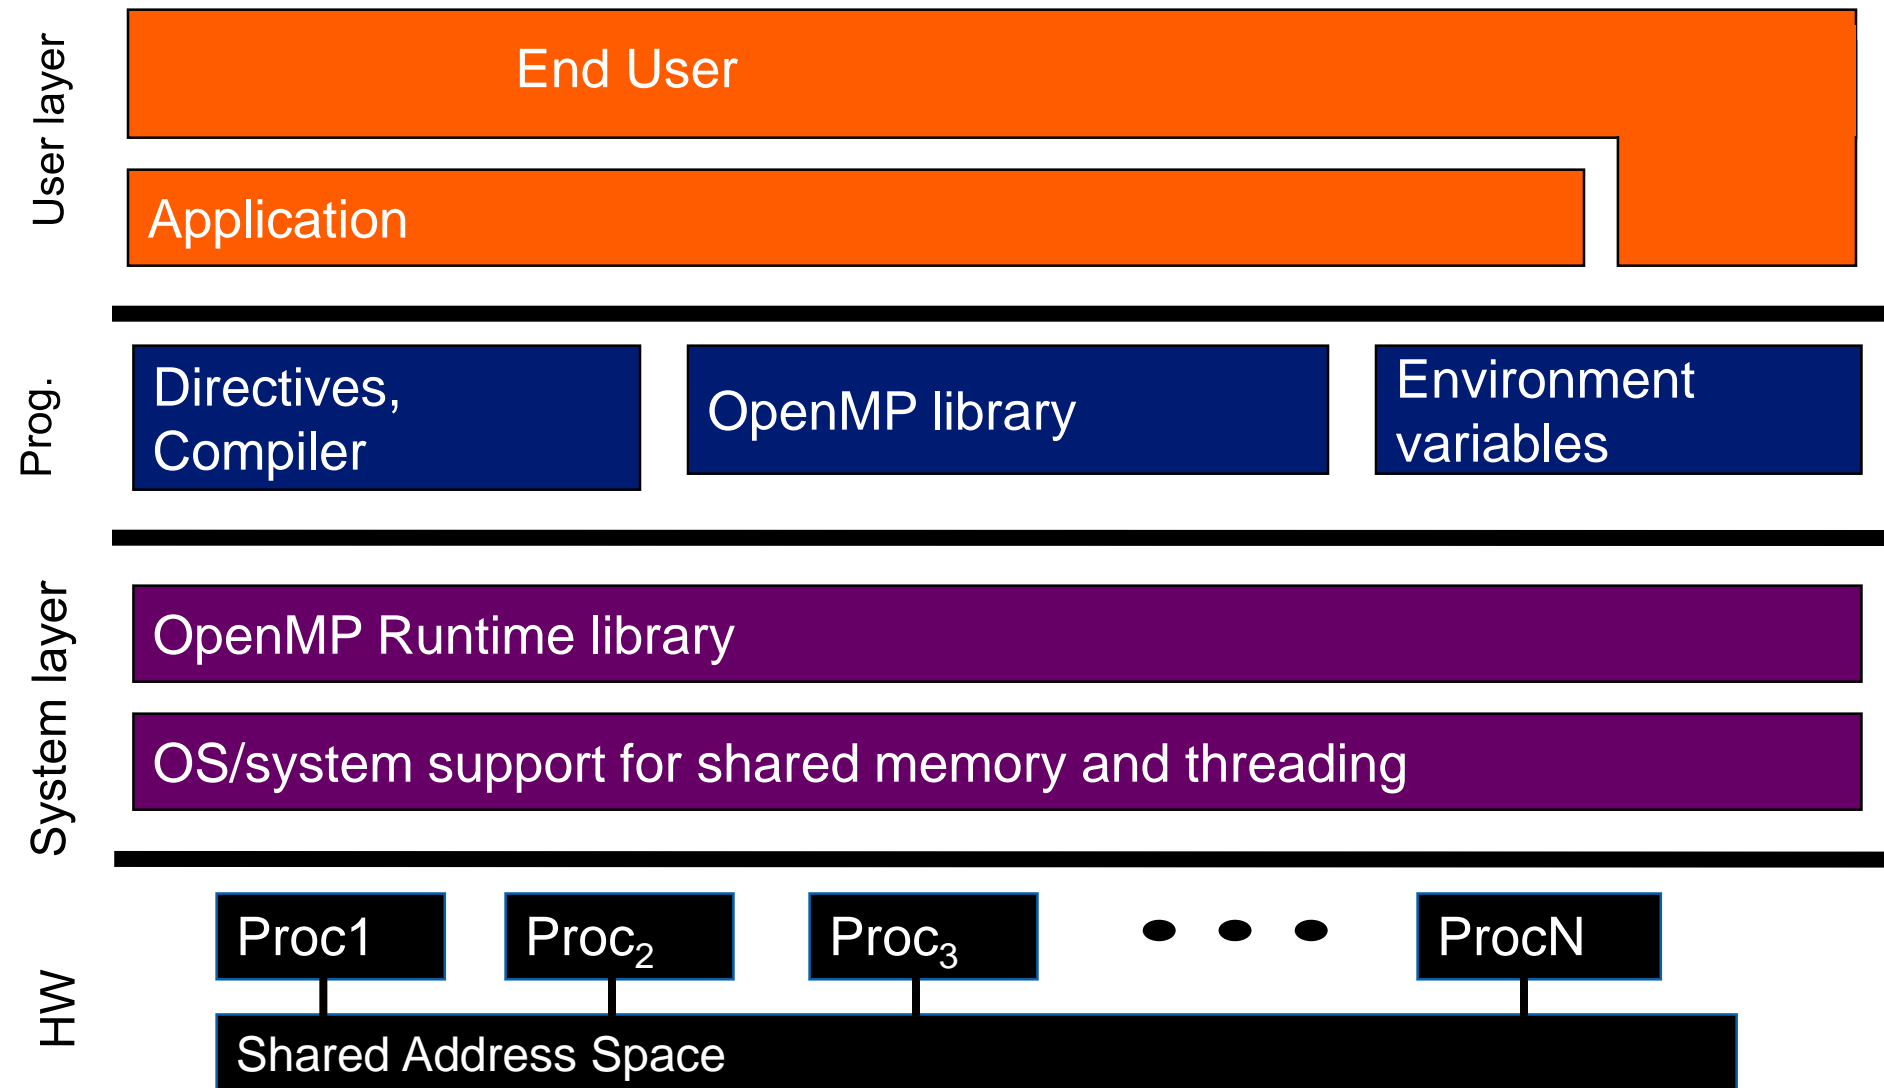 User layer
End User
Application
Prog.
Directives,
Compiler
OpenMP library
Environment
variables
System layer
OpenMP Runtime library
OS/system support for shared memory and threading
HW
Proc1
Proc₂
Proc₃
ProcN
Shared Address Space